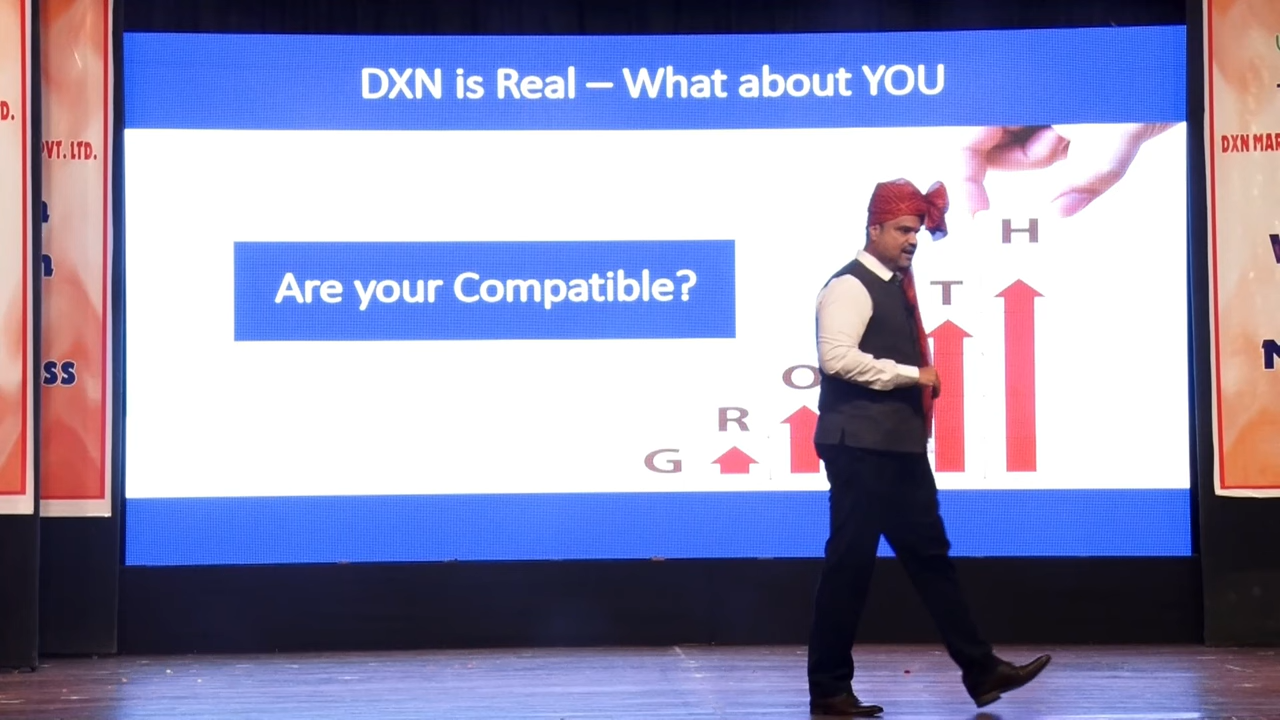 DXN is Real – What about YOU
Are your Compatible?
G
R
O
T
H
D.
VT. LTD.
ss
DXN MAR